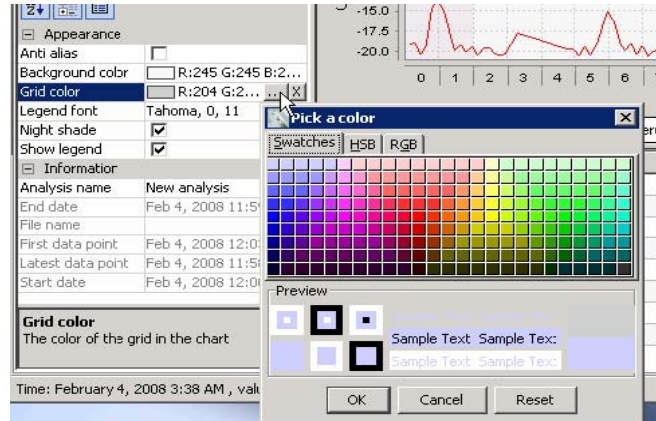 -15.0
-17.5
-20.0
0 1 2 3 4 5 6
Appearance
Anti alias
Background color R:245 G:245 B:2...
Grid color R:204 G:2... ... X
Legend font Tahoma, 0, 11
Night shade
Show legend
Information
Analysis name New analysis
End date Feb 4, 2008 11:5
File name
First data point Feb 4, 2008 12:0
Latest data point Feb 4, 2008 11:5
Start date Feb 4, 2008 12:0
Grid color
The color of the grid in the chart
Time: February 4, 2008 3:38 AM , valu
Pick a color
Swatches HSB RGB
Preview
Sample Text Sample Tex
Sample Text Sample Tex
Sample Text Sample Tex
OK Cancel Reset